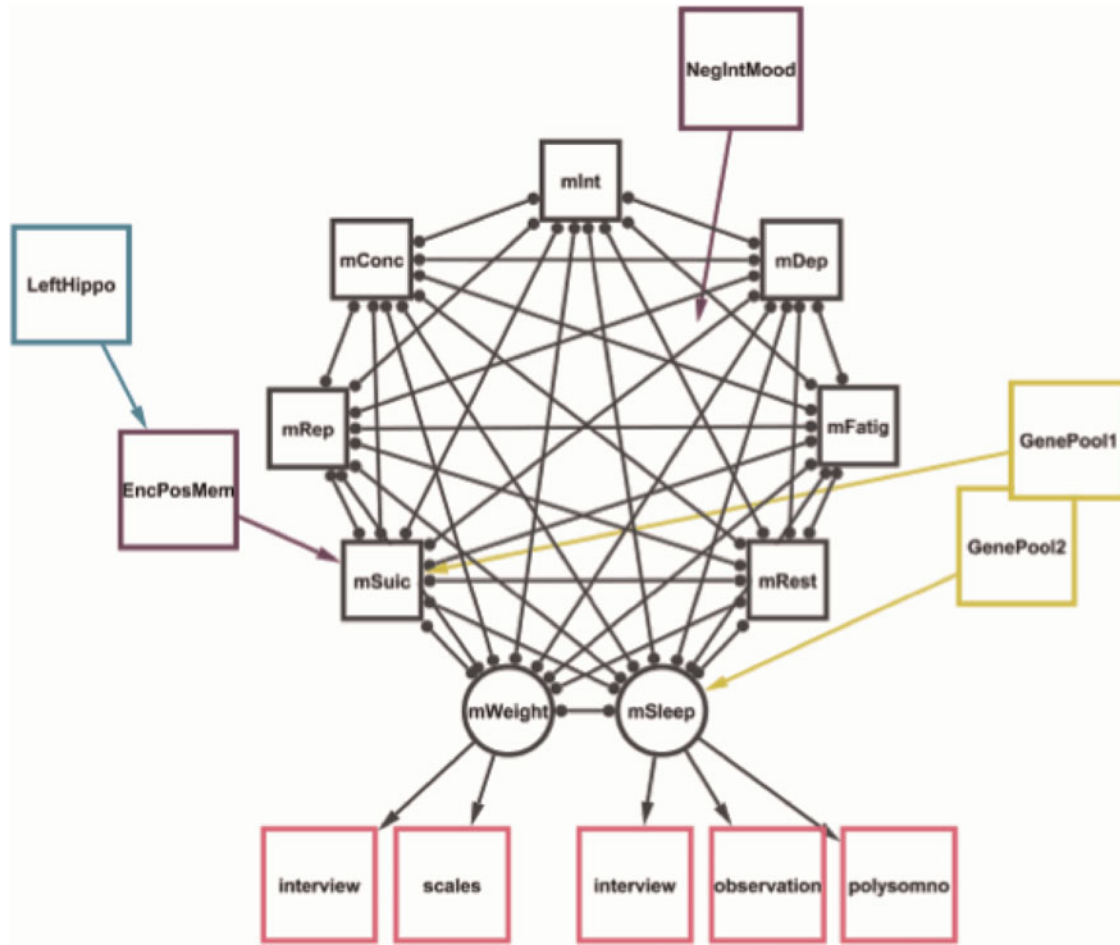 NegIntMood
mInt
mConc
mDep
LeftHippo
mRep
mFatig
GenePool1
EncPosMem
GenePool2
mSuic
mRest
mWeight
mSleep
interview
scales
interview
observation
polysomno